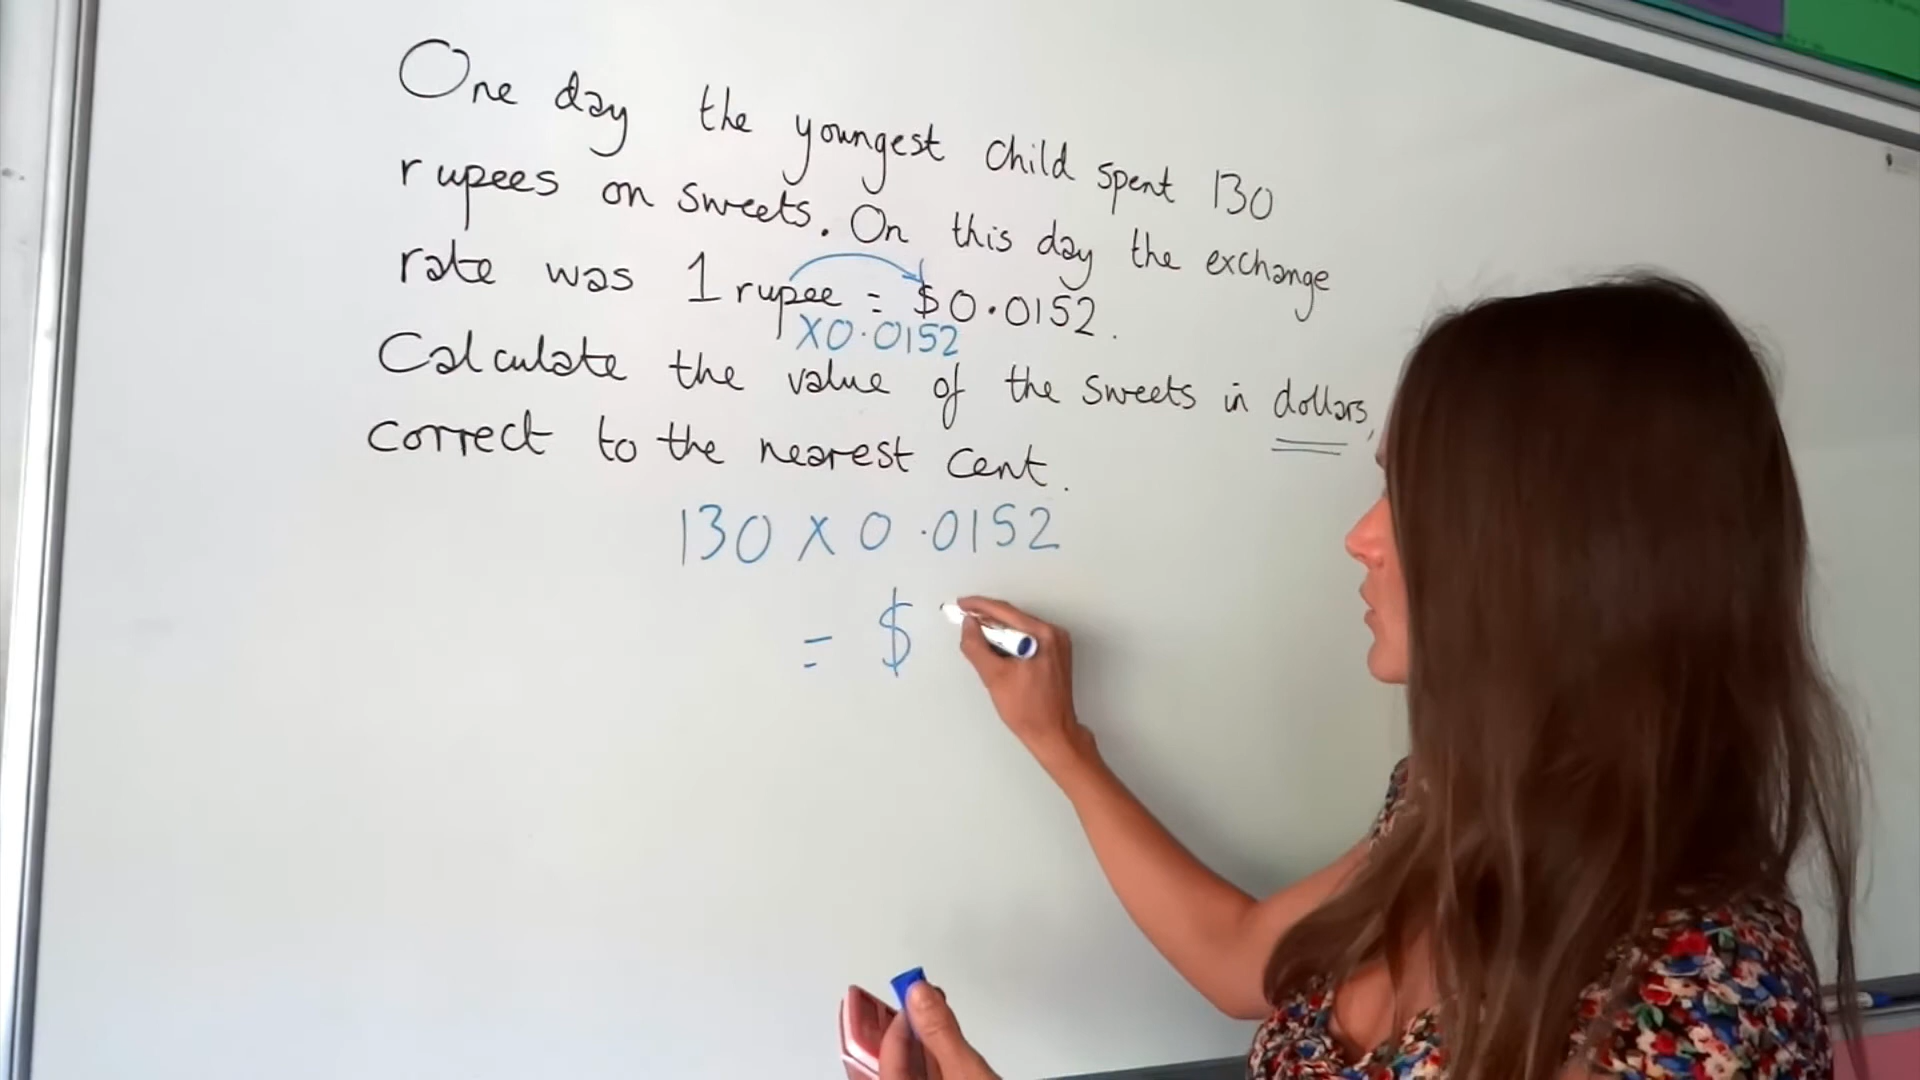 One day the youngest child spent 130
rupees on sweets. On this day the exchange
rate was 1 rupee = $0.0152.
X0.0152
Calculate the value of the sweets in dollars,
correct to the nearest cent.
130 X 0.0152
= $